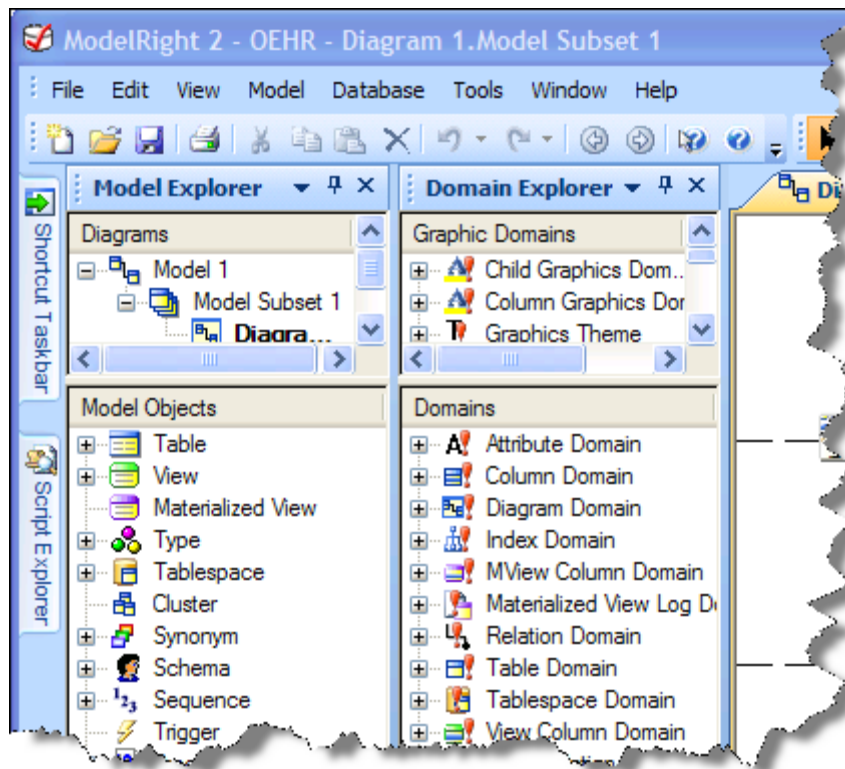 ModelRight 2 - OEHR - Diagram 1.Model Subset 1
File Edit View Model Database Tools Window Help
Shortcut Taskbar
Script Explorer
Model Explorer
Diagrams
Model 1
Model Subset 1
Diagra...
Model Objects
Table
View
Materialized View
Type
Tablespace
Cluster
Synonym
Schema
Sequence
Trigger
Domain Explorer
Graphic Domains
Child Graphics Dom..
Column Graphics Dor
Graphics Theme
Domains
Attribute Domain
Column Domain
Diagram Domain
Index Domain
MView Column Domain
Materialized View Log D
Relation Domain
Table Domain
Tablespace Domain
View Column Domain
Di